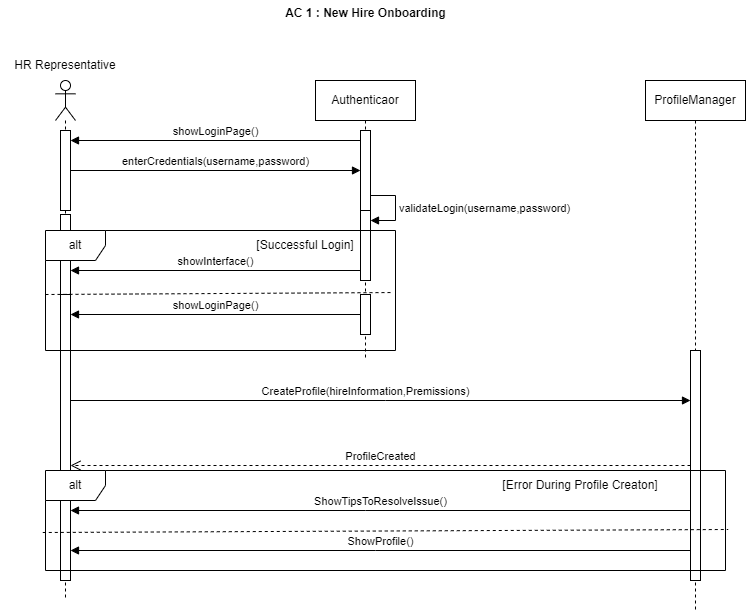 AC 1 : New Hire Onboarding
HR Representative
Authenticaor
ProfileManager
showLoginPage()
enterCredentials(username,password)
validateLogin(username,password)
alt
[Successful Login]
showInterface()
showLoginPage()
CreateProfile(hireInformation,Premissions)
ProfileCreated
alt
[Error During Profile Creaton]
ShowTipsToResolveIssue()
ShowProfile()